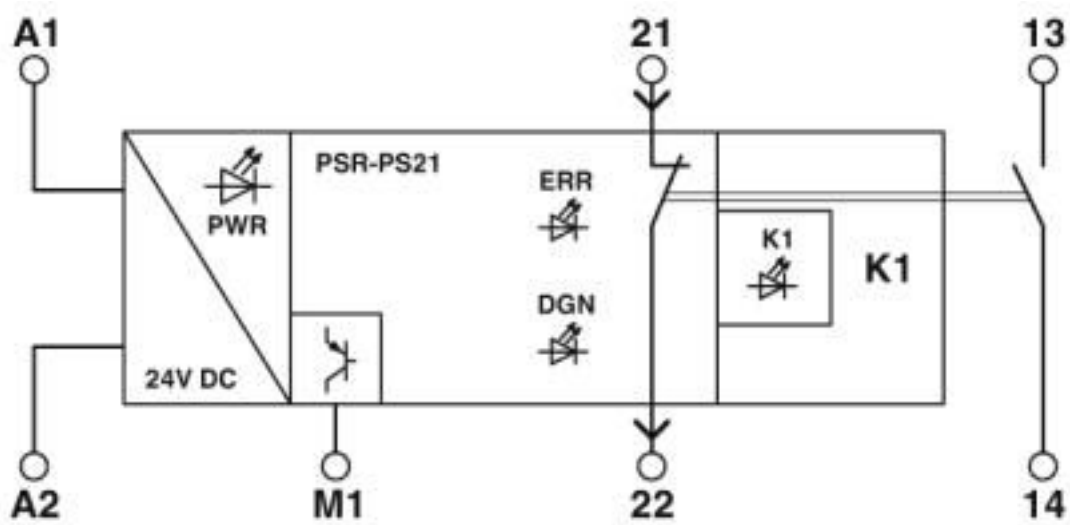 A1
21
13
PSR-PS21
ERR
PWR
K1
K1
DGN
24V DC
A2
M1
22
14